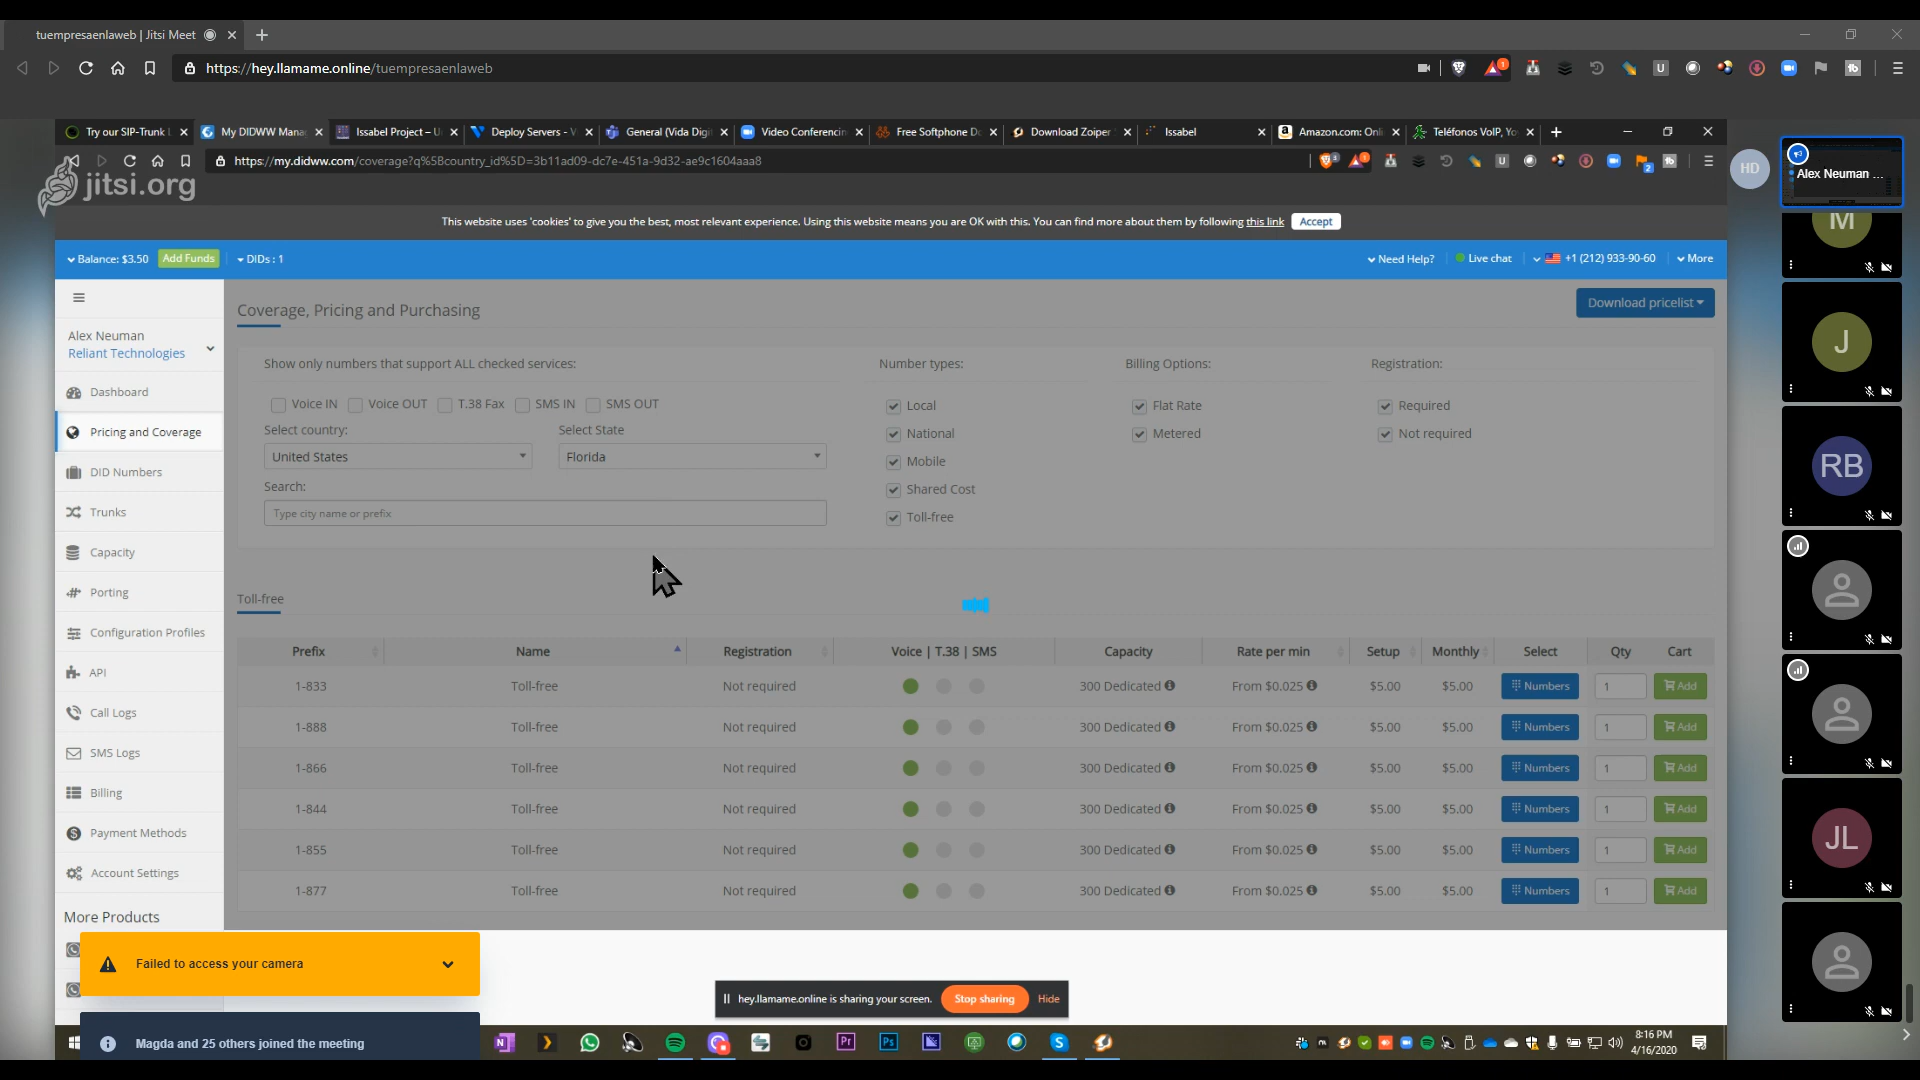 tuempresaenlaweb | Jitsi Meet
https://hey.llamame.online/tuempresaenlaweb
Try our SIP-Trunk
My DIDWW Mana
Issabel Project – U
Deploy Servers - V
General (Vida Digi
Video Conferencin
Free Softphone D
Download Zoiper
Issabel
Amazon.com: Onl
Teléfonos VoIP, Yo
https://my.didww.com/coverage?q%5Bcountry_id%5D=3b11ad09-dc7e-451a-9d32-ae9c1604aaa8
jitsi.org
This website uses 'cookies' to give you the best, most relevant experience. Using this website means you are OK with this. You can find more about them by following this link
Accept
Balance: $3.50
Add Funds
DIDs : 1
Need Help?
Live chat
+1 (212) 933-90-60
More
Alex Neuman
Reliant Technologies
Dashboard
Pricing and Coverage
DID Numbers
Trunks
Capacity
Porting
Configuration Profiles
API
Call Logs
SMS Logs
Billing
Payment Methods
Account Settings
More Products
Coverage, Pricing and Purchasing
Download pricelist
Show only numbers that support ALL checked services:
Voice IN
Voice OUT
T.38 Fax
SMS IN
SMS OUT
Select country:
Select State
United States
Florida
Search:
Type city name or prefix
Number types:
Local
National
Mobile
Shared Cost
Toll-free
Billing Options:
Flat Rate
Metered
Registration:
Required
Not required
Toll-free
Prefix Name Registration Voice | T.38 | SMS Capacity Rate per min Setup Monthly Select Qty Cart
1-833 Toll-free Not required 300 Dedicated From $0.025 $5.00 $5.00 Numbers 1 Add
1-888 Toll-free Not required 300 Dedicated From $0.025 $5.00 $5.00 Numbers 1 Add
1-866 Toll-free Not required 300 Dedicated From $0.025 $5.00 $5.00 Numbers 1 Add
1-844 Toll-free Not required 300 Dedicated From $0.025 $5.00 $5.00 Numbers 1 Add
1-855 Toll-free Not required 300 Dedicated From $0.025 $5.00 $5.00 Numbers 1 Add
1-877 Toll-free Not required 300 Dedicated From $0.025 $5.00 $5.00 Numbers 1 Add
Failed to access your camera
Magda and 25 others joined the meeting
hey.llamame.online is sharing your screen.
Stop sharing
Hide
8:16 PM
4/16/2020
HD
Alex Neuman ...
M
J
RB
JL